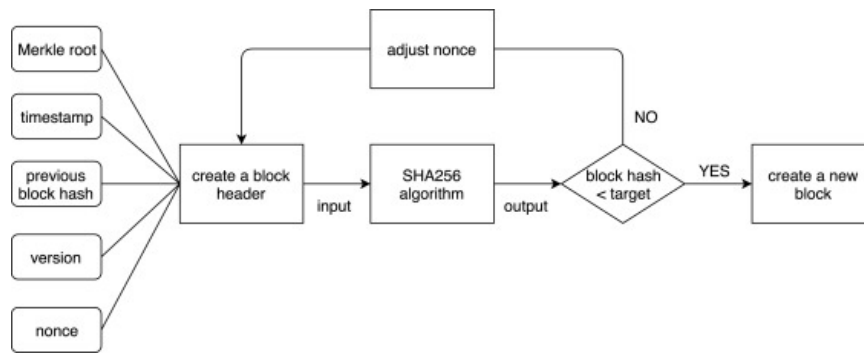 Merkle root
timestamp
previous
block hash
version
nonce
adjust nonce
create a block
header
input
SHA256
algorithm
output
block hash
< target
NO
YES
create a new
block